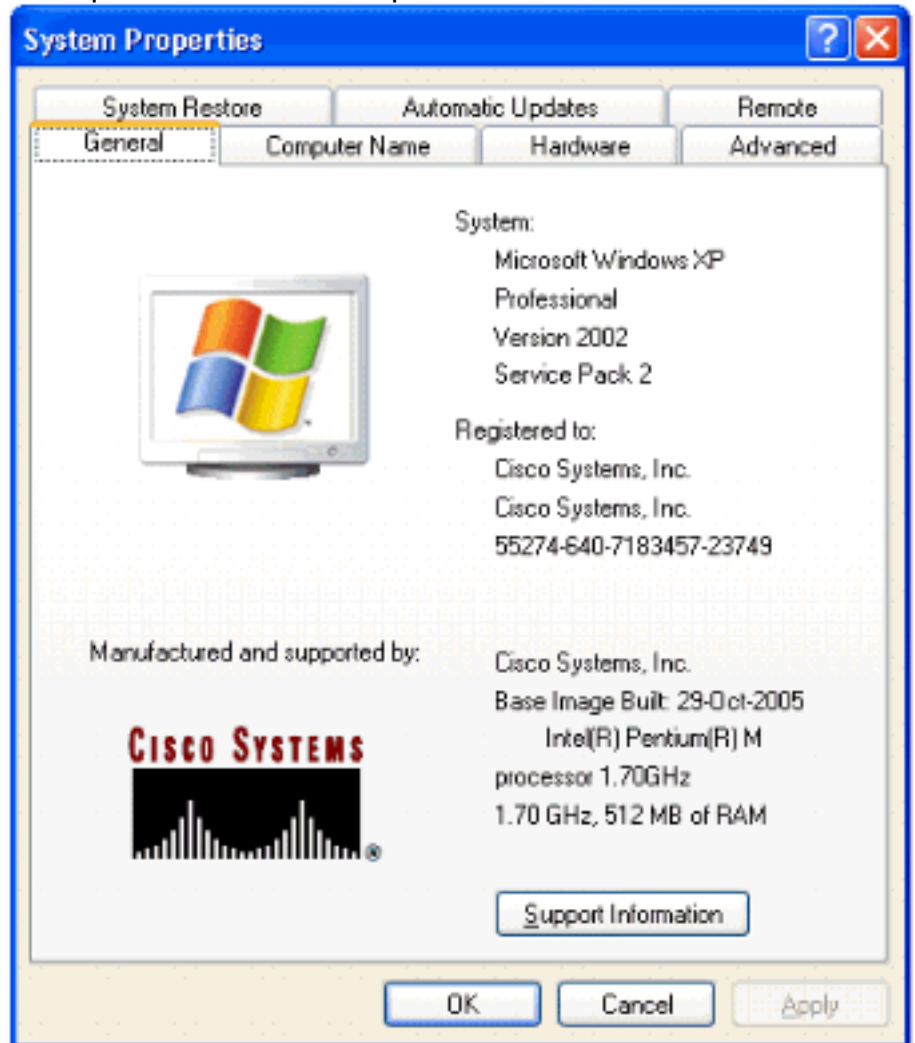 System Properties
System Restore Automatic Updates Remote
General Computer Name Hardware Advanced
System:
Microsoft Windows XP
Professional
Version 2002
Service Pack 2
Registered to:
Cisco Systems, Inc.
Cisco Systems, Inc.
55274-640-7183457-23749
Manufactured and supported by:
Cisco Systems, Inc.
Base Image Built: 29-Oct-2005
Intel(R) Pentium(R) M
processor 1.70GHz
1.70 GHz, 512 MB of RAM
CISCO SYSTEMS
®
Support Information
OK Cancel Apply